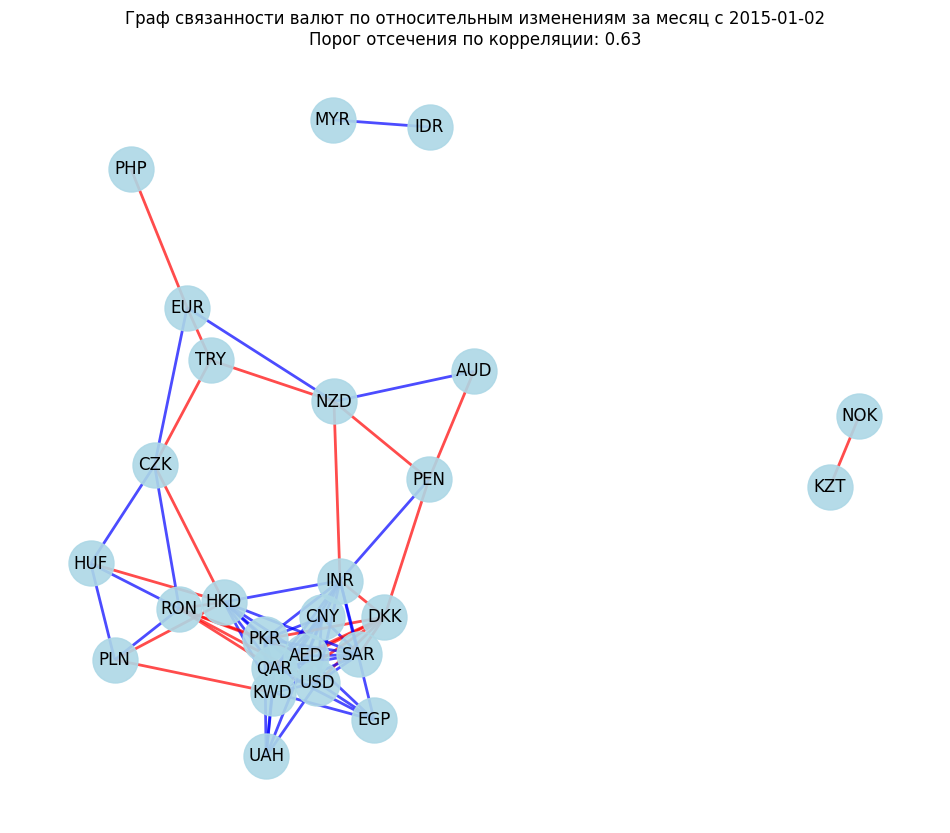 Граф связанности валют по относительным изменениям за месяц с 2015-01-02
Порог отсечения по корреляции: 0.63
MYR
IDR
PHP
EUR
TRY
AUD
NZD
NOK
CZK
PEN
KZT
HUF
INR
HKD
RON
CNY
DKK
PKR
AED
SAR
PLN
QAR
USD
KWD
EGP
UAH